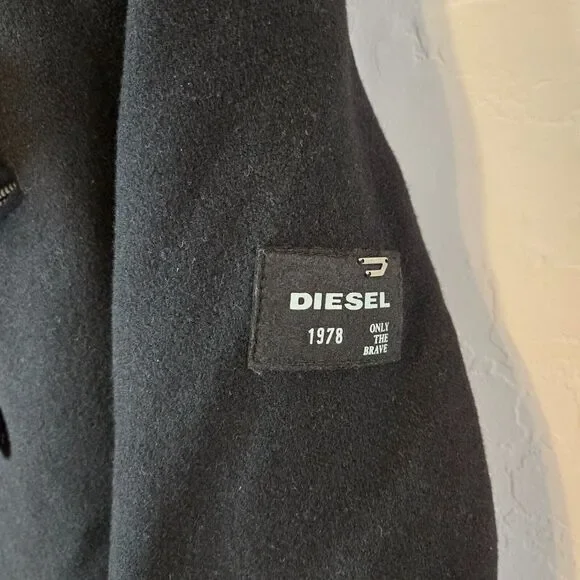 DIESEL
1978
ONLY
THE
BRAVE